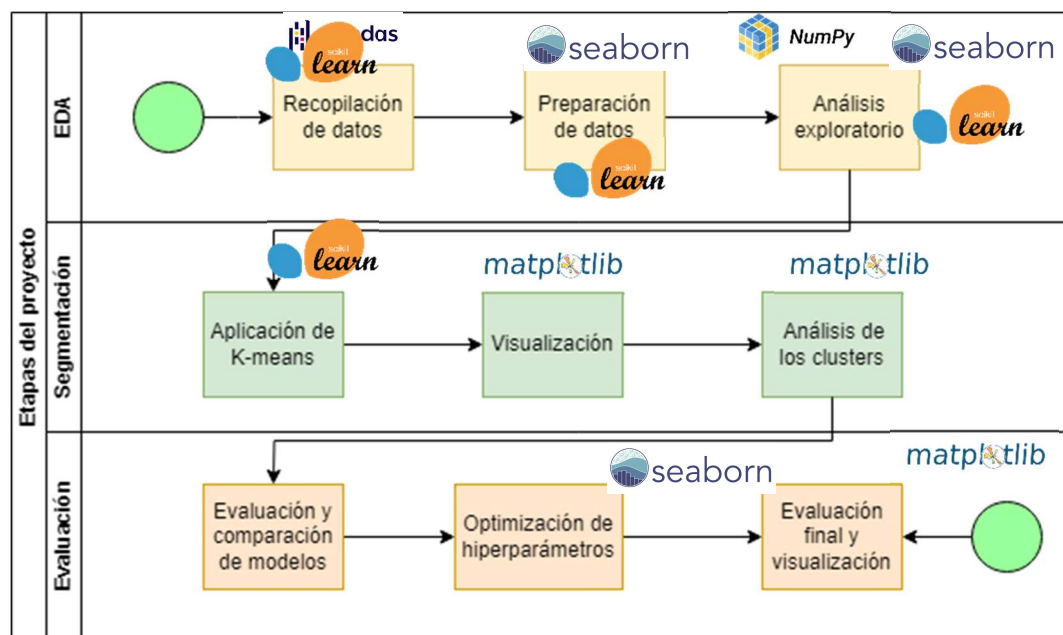 Etapas del proyecto
EDA
das
scikit
learn
Recopilación
de datos
seaborn
Preparación
de datos
scikit
learn
NumPy
seaborn
Análisis
exploratorio
scikit
learn
Segmentación
scikit
learn
Aplicación de
K-means
matplotlib
Visualización
matplotlib
Análisis de
los clusters
Evaluación
Evaluación y
comparación
de modelos
seaborn
Optimización de
hiperparámetros
matplotlib
Evaluación
final y
visualización